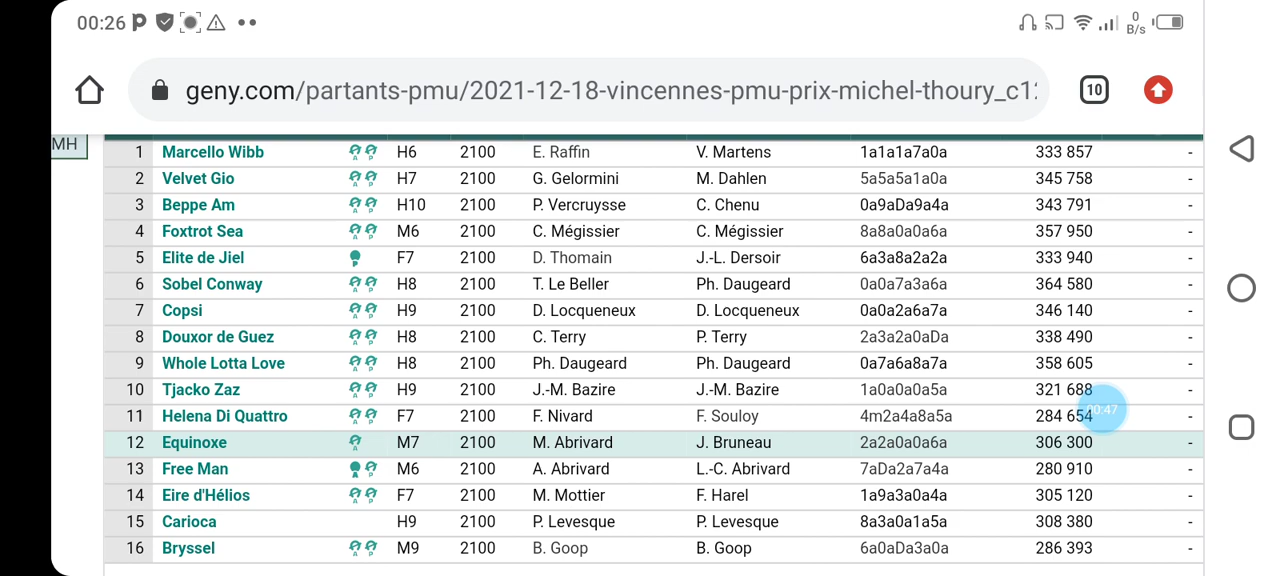 00:26
0 B/s
geny.com/partants-pmu/2021-12-18-vincennes-pmu-prix-michel-thoury_c1
10
MH
1 Marcello Wibb A P H6 2100 E. Raffin V. Martens 1a1a1a7a0a 333 857 -
2 Velvet Gio A P H7 2100 G. Gelormini M. Dahlen 5a5a5a1a0a 345 758 -
3 Beppe Am A P H10 2100 P. Vercruysse C. Chenu 0a9aDa9a4a 343 791 -
4 Foxtrot Sea A P M6 2100 C. Mégissier C. Mégissier 8a8a0a0a6a 357 950 -
5 Elite de Jiel P F7 2100 D. Thomain J.-L. Dersoir 6a3a8a2a2a 333 940 -
6 Sobel Conway A P H8 2100 T. Le Beller Ph. Daugeard 0a0a7a3a6a 364 580 -
7 Copsi A P H9 2100 D. Locqueneux D. Locqueneux 0a0a2a6a7a 346 140 -
8 Douxor de Guez A P H8 2100 C. Terry P. Terry 2a3a2a0aDa 338 490 -
9 Whole Lotta Love A P H8 2100 Ph. Daugeard Ph. Daugeard 0a7a6a8a7a 358 605 -
10 Tjacko Zaz A P H9 2100 J.-M. Bazire J.-M. Bazire 1a0a0a0a5a 321 688 -
00:47
11 Helena Di Quattro A P F7 2100 F. Nivard F. Souloy 4m2a4a8a5a 284 654 -
12 Equinoxe A M7 2100 M. Abrivard J. Bruneau 2a2a0a0a6a 306 300 -
13 Free Man A P M6 2100 A. Abrivard L.-C. Abrivard 7aDa2a7a4a 280 910 -
14 Eire d'Hélios A P F7 2100 M. Mottier F. Harel 1a9a3a0a4a 305 120 -
15 Carioca H9 2100 P. Levesque P. Levesque 8a3a0a1a5a 308 380 -
16 Bryssel A P M9 2100 B. Goop B. Goop 6a0aDa3a0a 286 393 -